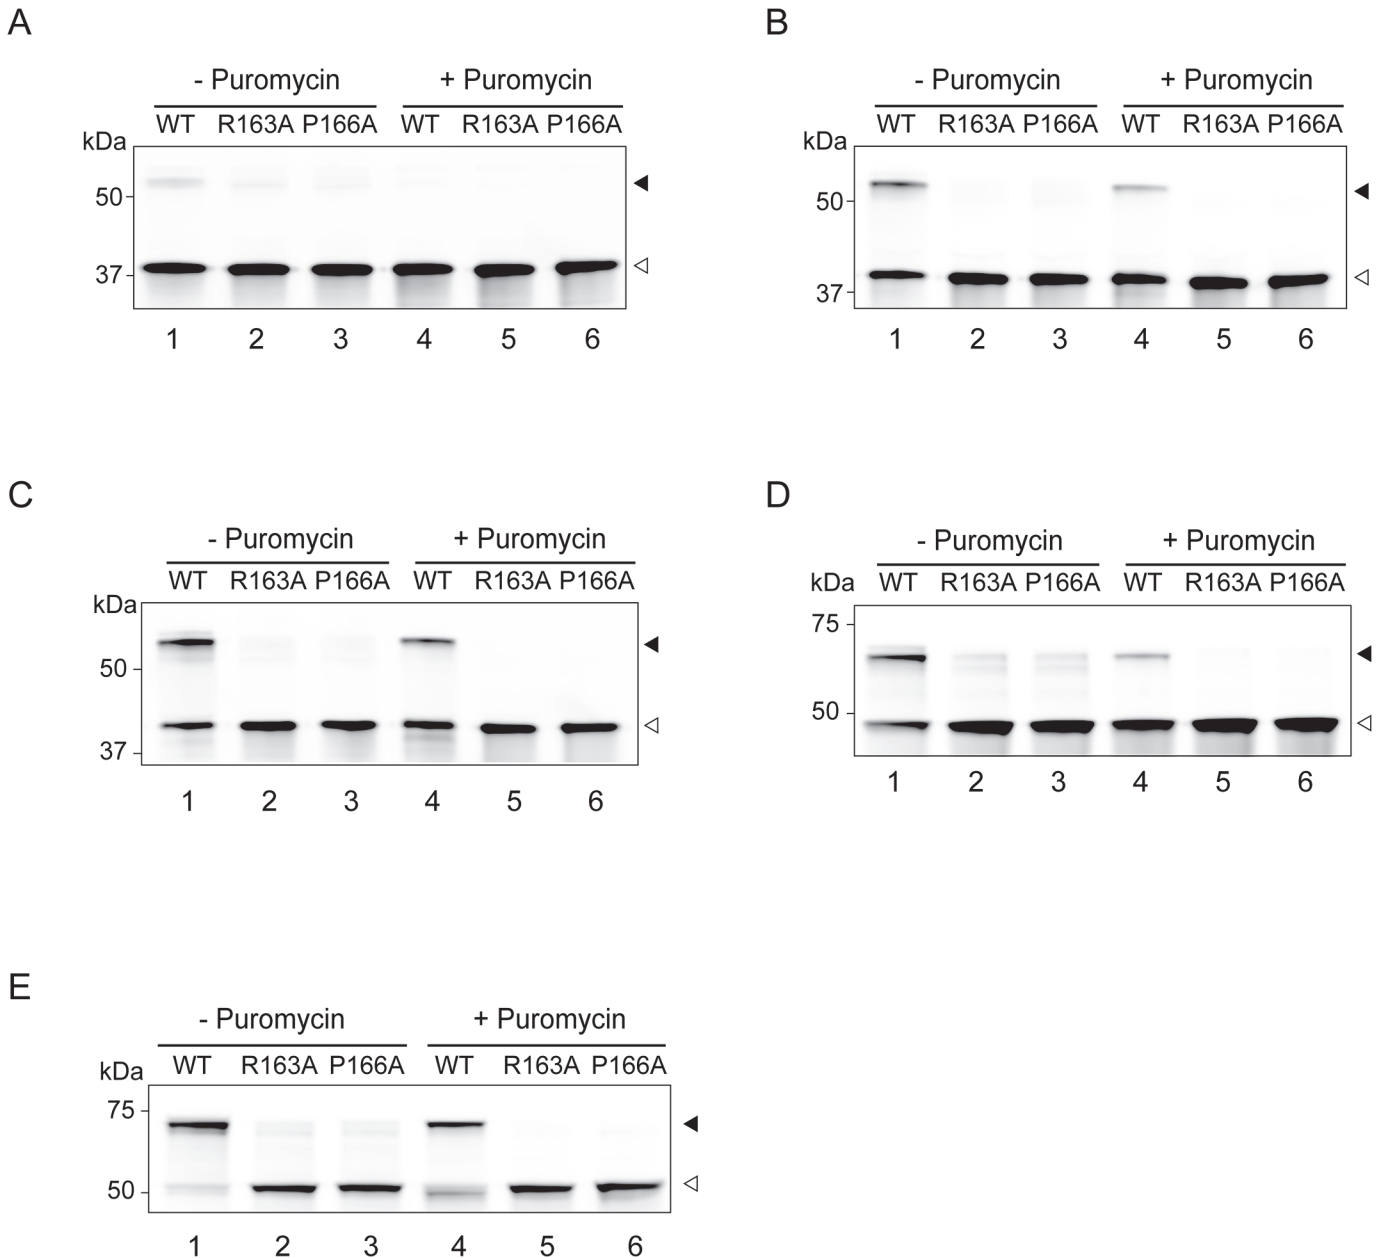 A
- Puromycin + Puromycin
WT R163A P166A WT R163A P166A
kDa
50
37
1 2 3 4 5 6
B
- Puromycin + Puromycin
WT R163A P166A WT R163A P166A
kDa
50
37
1 2 3 4 5 6
C
- Puromycin + Puromycin
WT R163A P166A WT R163A P166A
kDa
50
37
1 2 3 4 5 6
D
- Puromycin + Puromycin
kDa WT R163A P166A WT R163A P166A
75
50
1 2 3 4 5 6
E
- Puromycin + Puromycin
kDa WT R163A P166A WT R163A P166A
75
50
1 2 3 4 5 6